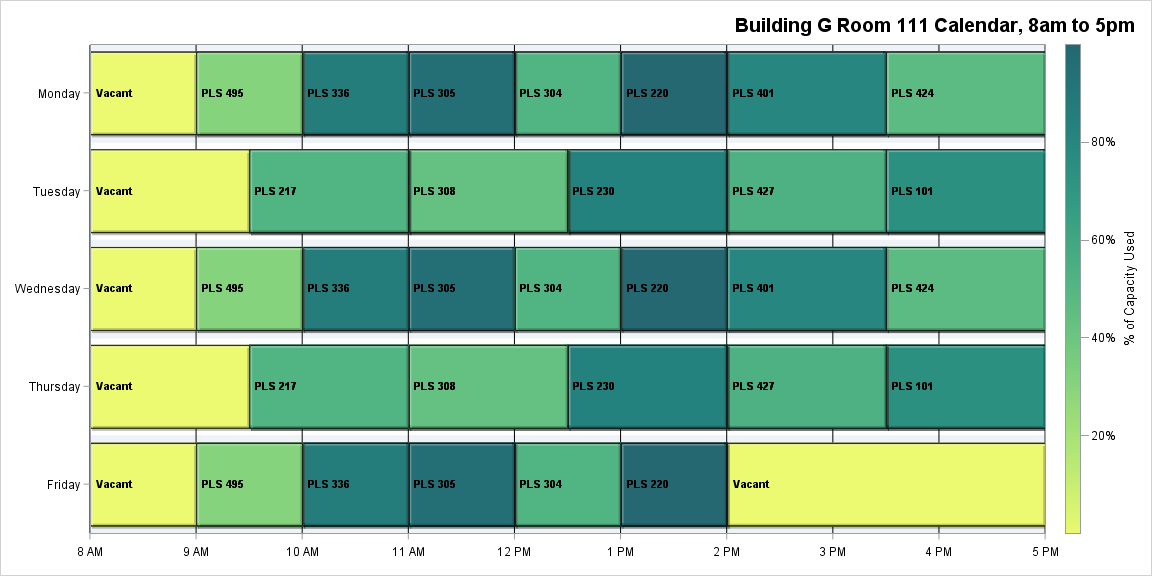 Building G Room 111 Calendar, 8am to 5pm
Monday
Vacant
PLS 495
PLS 336
PLS 305
PLS 304
PLS 220
PLS 401
PLS 424
Tuesday
Vacant
PLS 217
PLS 308
PLS 230
PLS 427
PLS 101
Wednesday
Vacant
PLS 495
PLS 336
PLS 305
PLS 304
PLS 220
PLS 401
PLS 424
Thursday
Vacant
PLS 217
PLS 308
PLS 230
PLS 427
PLS 101
Friday
Vacant
PLS 495
PLS 336
PLS 305
PLS 304
PLS 220
Vacant
8 AM
9 AM
10 AM
11 AM
12 PM
1 PM
2 PM
3 PM
4 PM
5 PM
80%
60%
40%
20%
% of Capacity Used